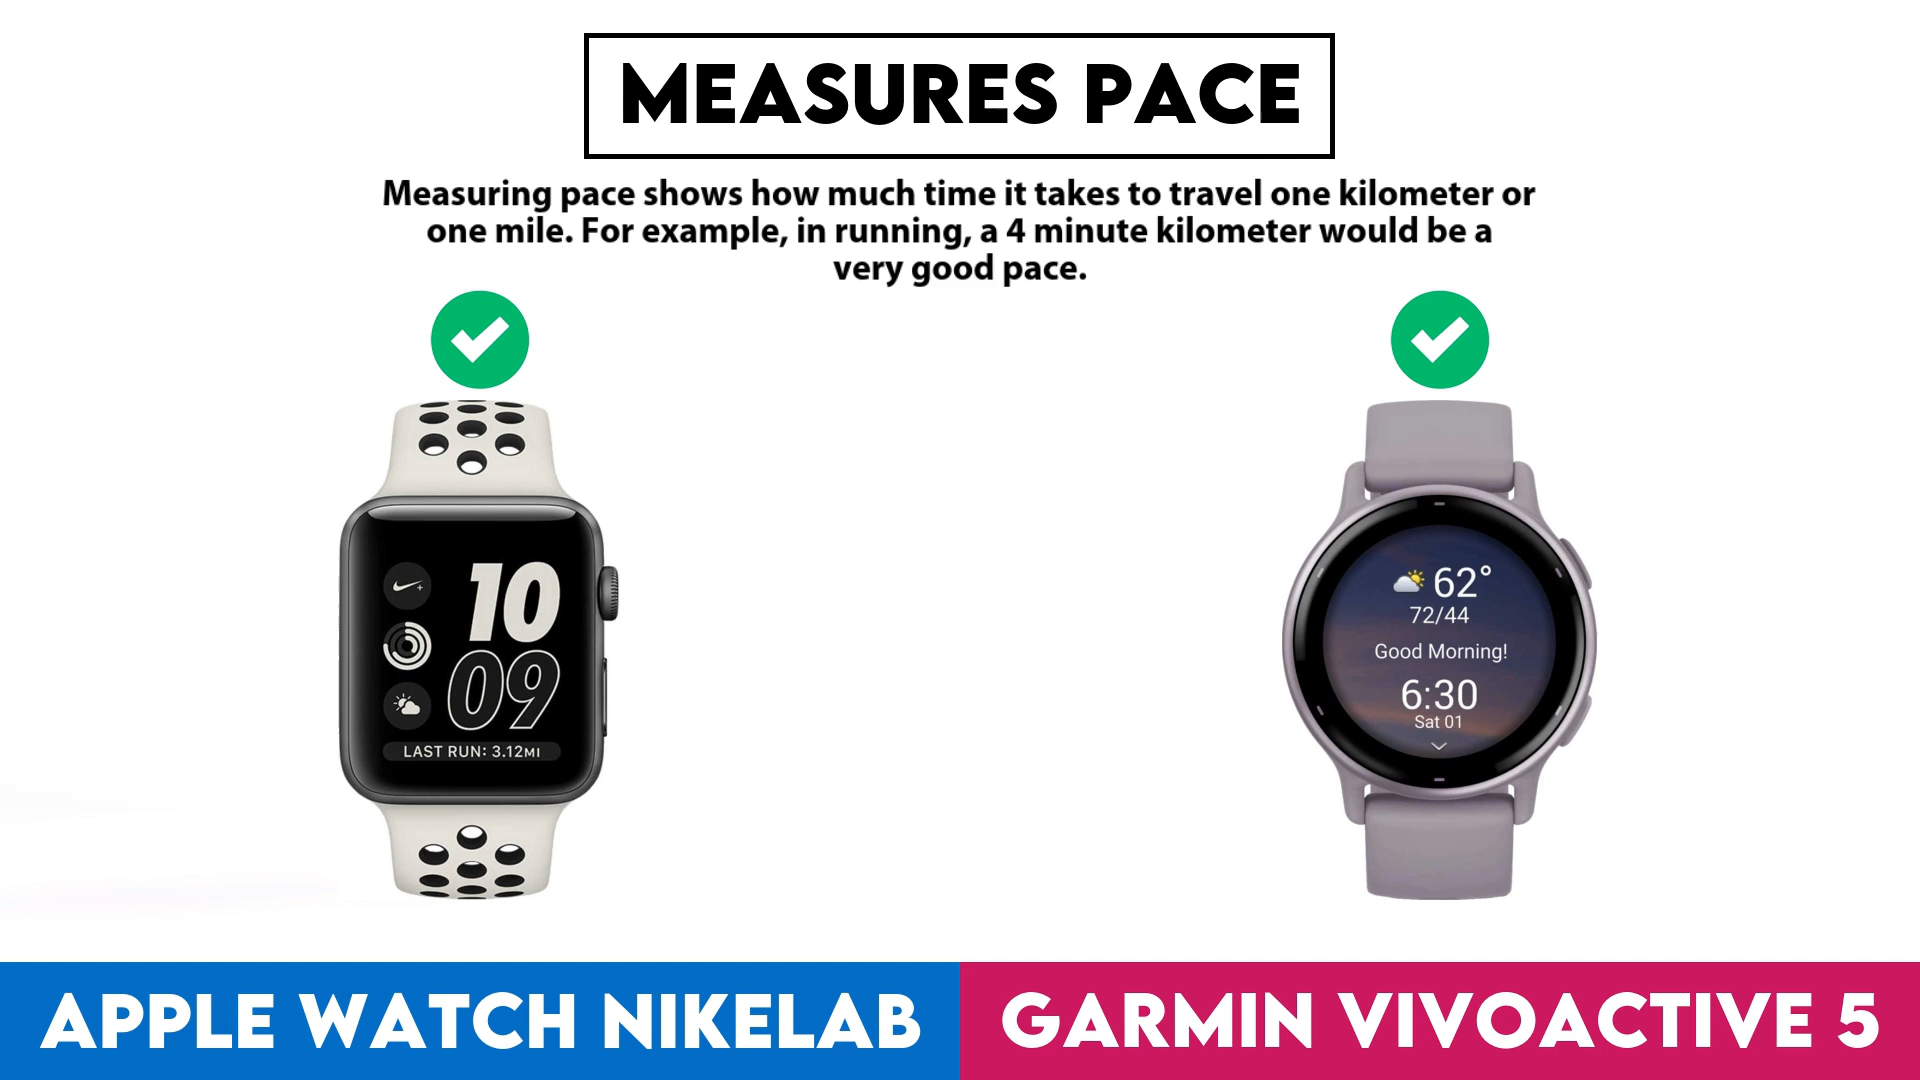 MEASURES PACE
Measuring pace shows how much time it takes to travel one kilometer or
one mile. For example, in running, a 4 minute kilometer would be a
very good pace.
10
09
LAST RUN: 3.12MI
62°
72/44
Good Morning!
6:30
Sat 01
APPLE WATCH NIKELAB
GARMIN VIVOACTIVE 5